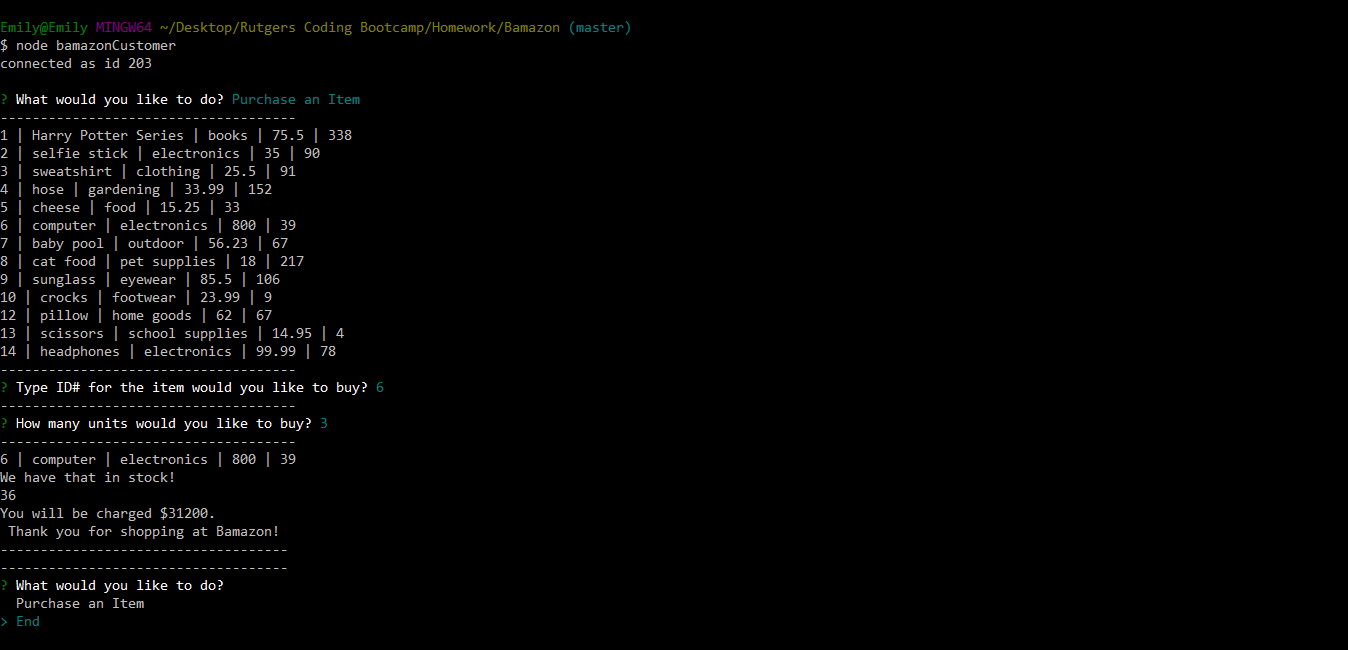 Emily@Emily MINGW64 ~/Desktop/Rutgers Coding Bootcamp/Homework/Bamazon (master)
$ node bamazonCustomer
connected as id 203
? What would you like to do? Purchase an Item
-------------------------------------
1 | Harry Potter Series | books | 75.5 | 338
2 | selfie stick | electronics | 35 | 90
3 | sweatshirt | clothing | 25.5 | 91
4 | hose | gardening | 33.99 | 152
5 | cheese | food | 15.25 | 33
6 | computer | electronics | 800 | 39
7 | baby pool | outdoor | 56.23 | 67
8 | cat food | pet supplies | 18 | 217
9 | sunglass | eyewear | 85.5 | 106
10 | crocks | footwear | 23.99 | 9
12 | pillow | home goods | 62 | 67
13 | scissors | school supplies | 14.95 | 4
14 | headphones | electronics | 99.99 | 78
-------------------------------------
? Type ID# for the item would you like to buy? 6
-------------------------------------
? How many units would you like to buy? 3
-------------------------------------
6 | computer | electronics | 800 | 39
We have that in stock!
36
You will be charged $31200.
 Thank you for shopping at Bamazon!
------------------------------------
------------------------------------
? What would you like to do?
  Purchase an Item
> End